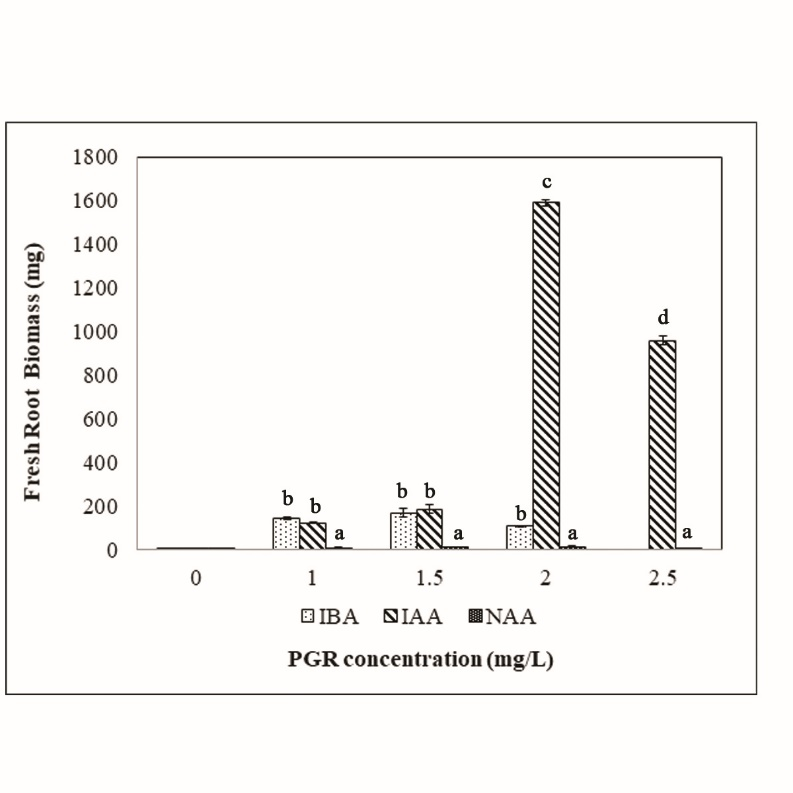 1800
1600
1400
1200
1000
800
600
400
200
0
Fresh Root Biomass (mg)
b b a
b b a
b c a
d a
0 1 1.5 2 2.5
IBA IAA NAA
PGR concentration (mg/L)